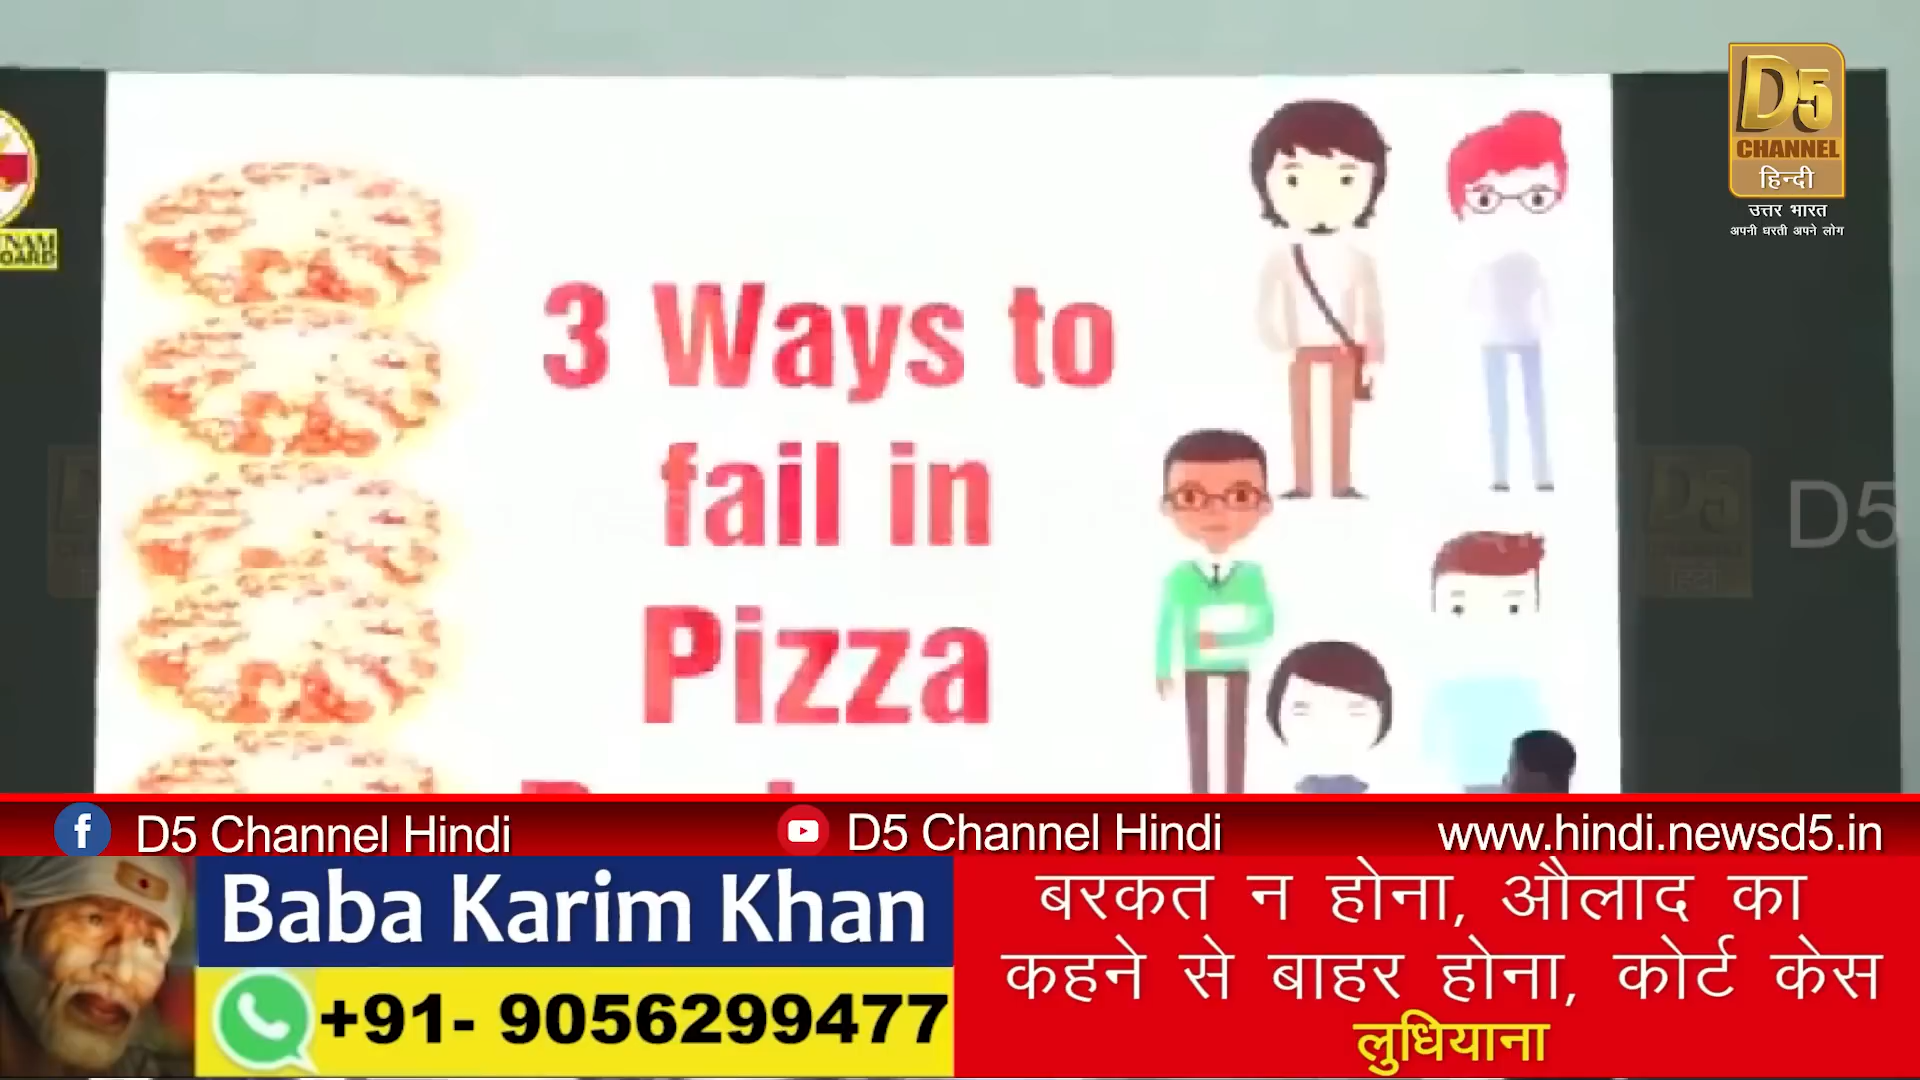 D5
CHANNEL
हिन्दी
उत्तर भारत
अपनी धरती अपने लोग
3 Ways to
fail in
Pizza
D5
D5 Channel Hindi
D5 Channel Hindi
www.hindi.newsd5.in
Baba Karim Khan
+91- 9056299477
बरकत न होना, औलाद का
कहने से बाहर होना, कोर्ट केस
लुधियाना